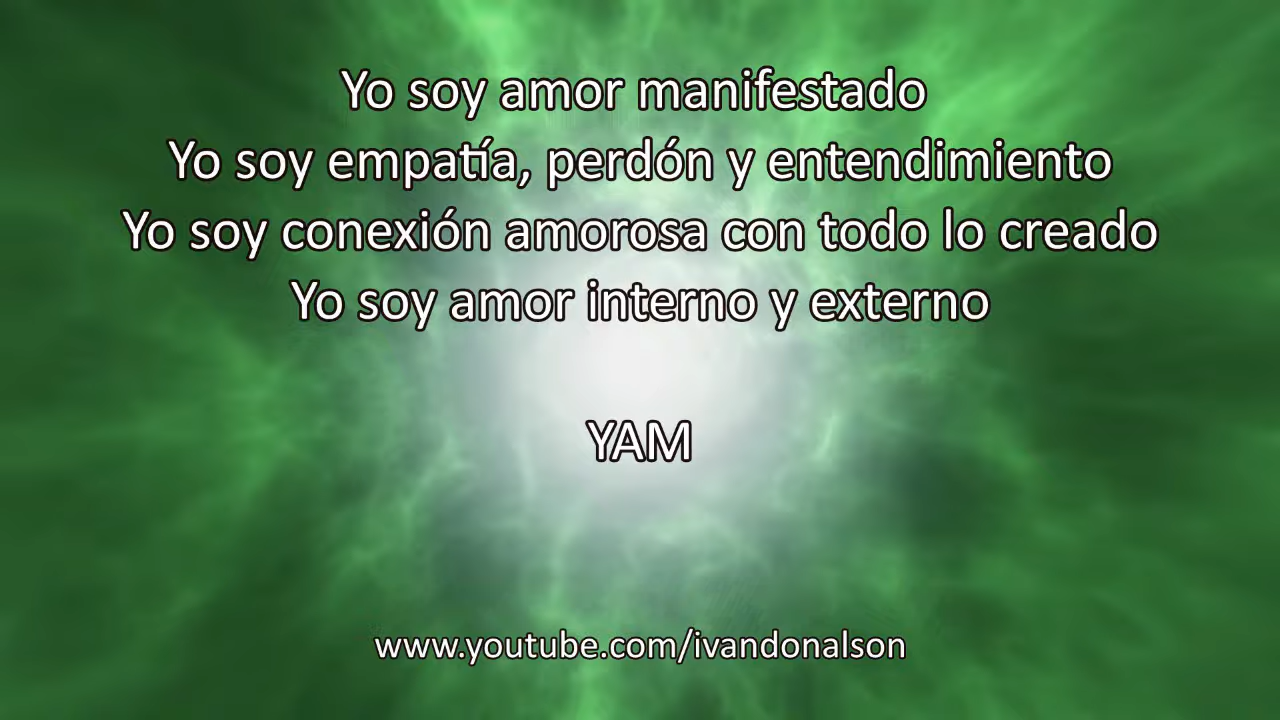 Yo soy amor manifestado
Yo soy empatía, perdón y entendimiento
Yo soy conexión amorosa con todo lo creado
Yo soy amor interno y externo
YAM
www.youtube.com/ivandonalson